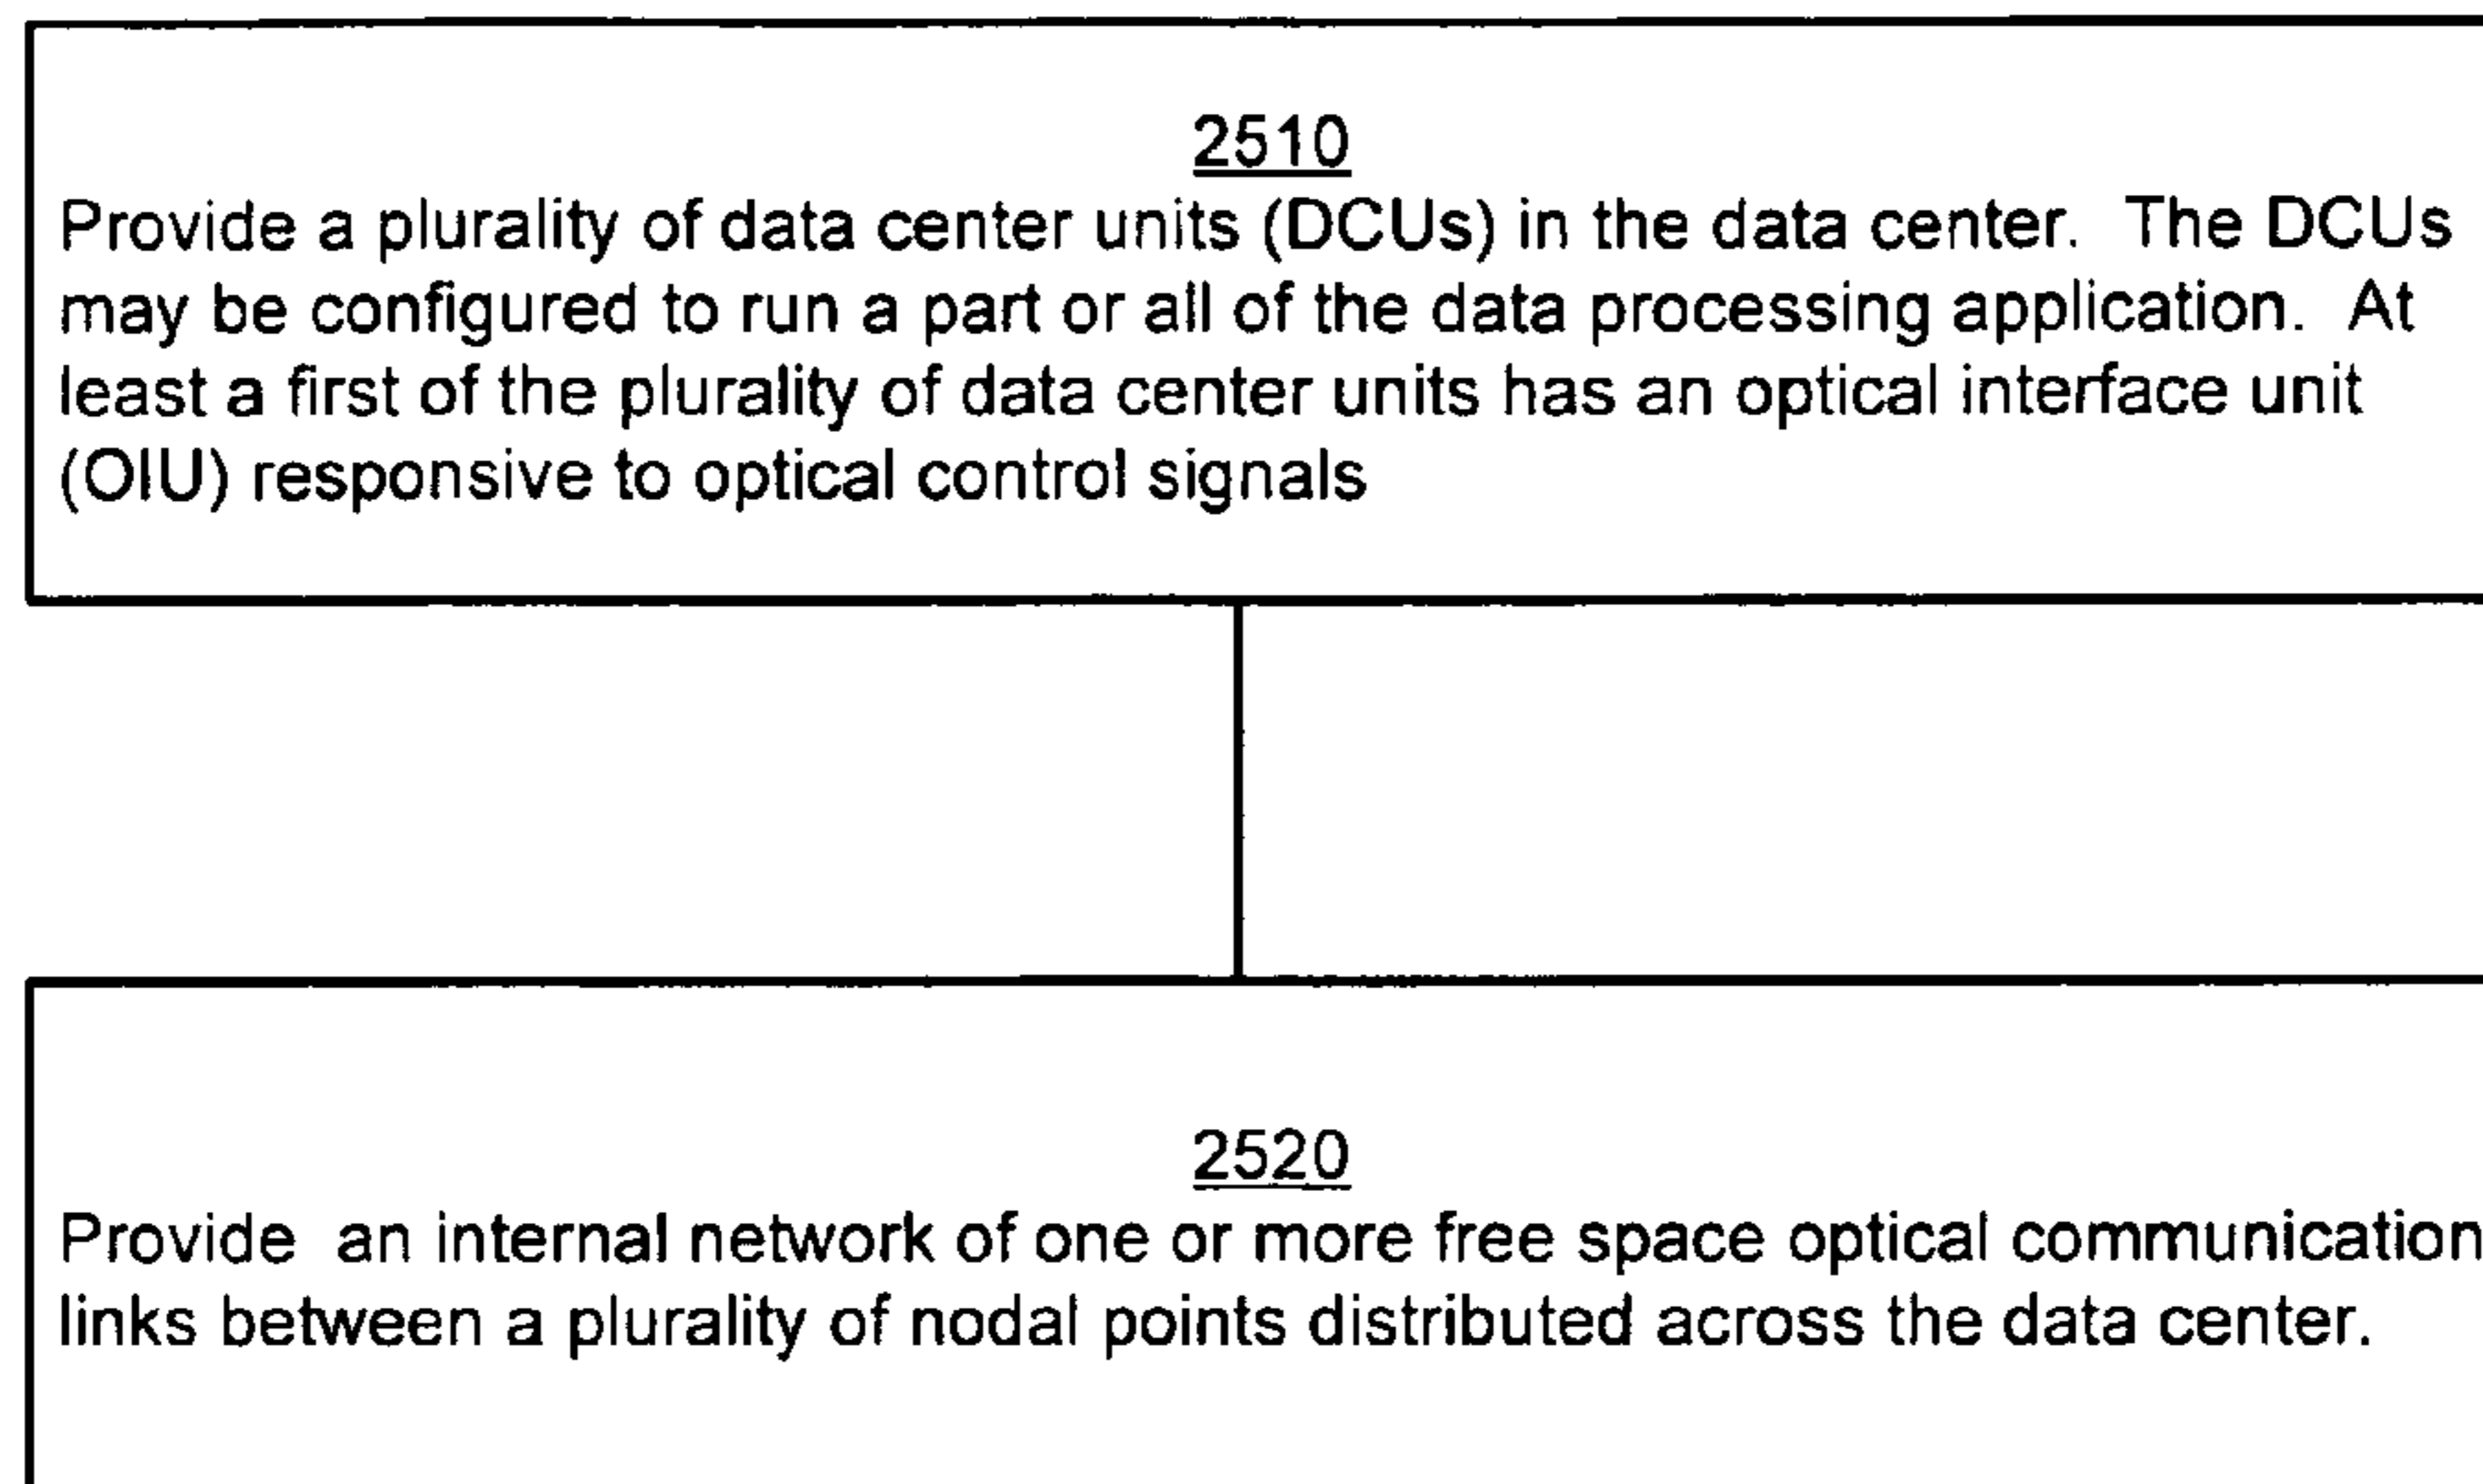 2510
Provide a plurality of data center units (DCUs) in the data center. The DCUs
may be configured to run a part or all of the data processing application. At
least a first of the plurality of data center units has an optical interface unit
(OIU) responsive to optical control signals
2520
Provide an internal network of one or more free space optical communication
links between a plurality of nodal points distributed across the data center.